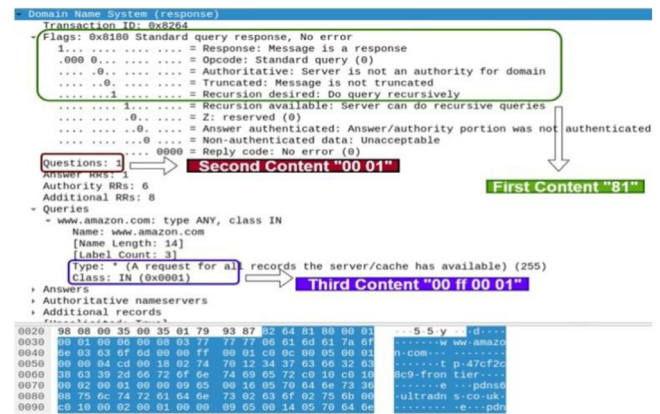 Domain Name System (response)
Transaction ID: 0x8264
Flags: 0x8180 Standard query response, No error
1... .... .... .... = Response: Message is a response
.000 0... .... .... = Opcode: Standard query (0)
.... .0.. .... .... = Authoritative: Server is not an authority for domain
.... ..0. .... .... = Truncated: Message is not truncated
.... ...1 .... .... = Recursion desired: Do query recursively
.... .... 1... .... = Recursion available: Server can do recursive queries
.... .... .0.. .... = Z: reserved (0)
.... .... ..0. .... = Answer authenticated: Answer/authority portion was not authenticated
.... .... ...0 .... = Non-authenticated data: Unacceptable
.... .... .... 0000 = Reply code: No error (0)
Questions: 1
Second Content "00 01"
Answer RRs: 1
Authority RRs: 6
First Content "81"
Additional RRs: 8
Queries
www.amazon.com: type ANY, class IN
Name: www.amazon.com
[Name Length: 14]
[Label Count: 3]
Type: * (A request for all records the server/cache has available) (255)
Class: IN (0x0001)
Third Content "00 ff 00 01"
Answers
Authoritative nameservers
Additional records
0020 98 08 00 35 00 35 01 79 93 87 82 64 81 80 00 01 ···5·5·y ···d····
0030 00 01 00 06 00 08 03 77 77 77 06 61 6d 61 7a 6f ·······w ww·amazo
0040 6e 03 63 6f 6d 00 00 ff 00 01 c0 0c 00 05 00 01 n·com··· ········
0050 00 00 04 cd 00 18 02 74 70 12 34 37 63 66 32 63 ·······t p·47cf2c
0060 38 63 39 2d 66 72 6f 6e 74 69 65 72 c0 10 c0 10 8c9-fron tier····
0070 00 02 00 01 00 00 09 65 00 16 05 70 64 6e 73 36 ·······e ···pdns6
0080 08 75 6c 74 72 61 64 6e 73 02 63 6f 02 75 6b 00 ·ultradn s·co·uk·
0090 c0 10 00 02 00 01 00 00 09 65 00 14 05 70 64 6e ········ ·e···pdn